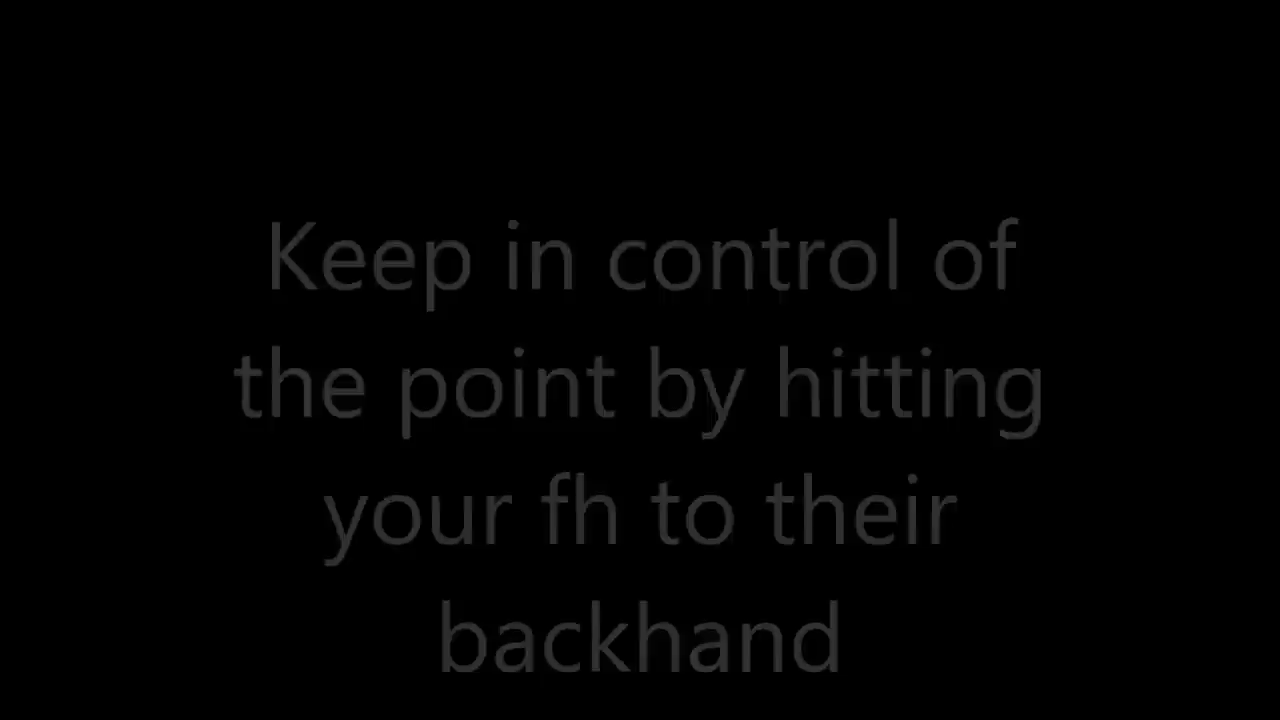 Keep in control of
the point by hitting
your fh to their
backhand